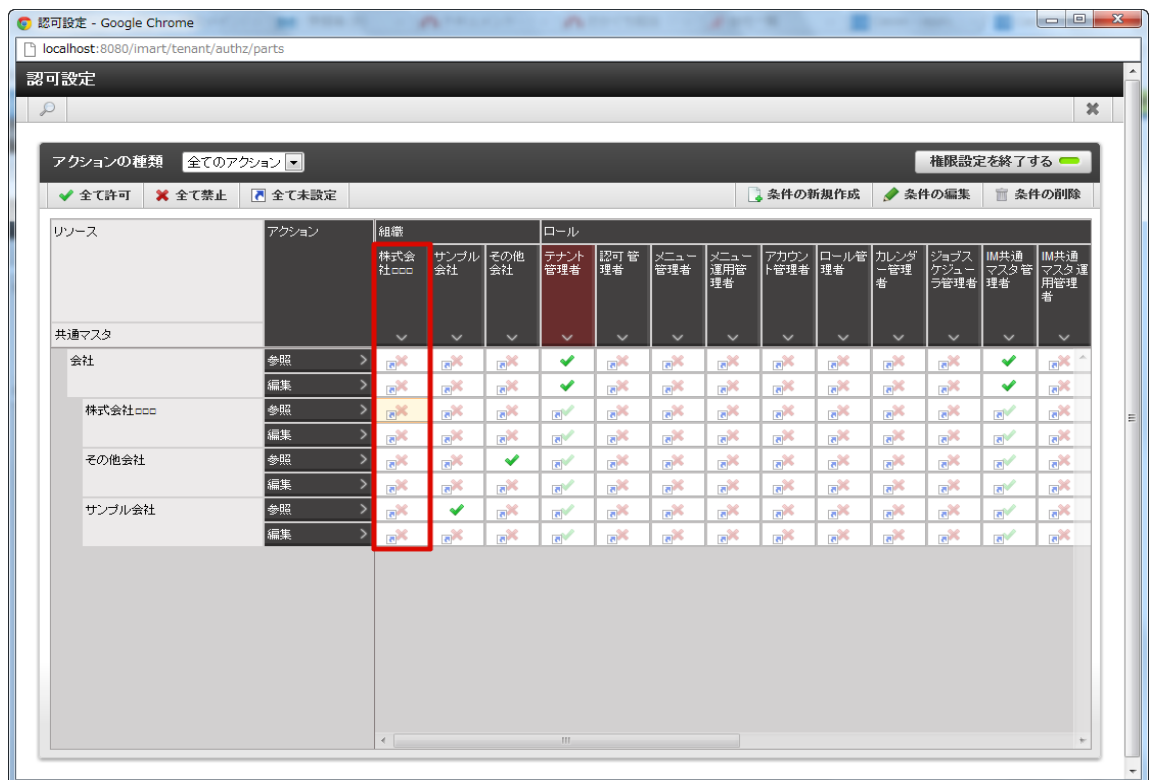 認可設定 - Google Chrome
localhost:8080/imart/tenant/authz/parts
認可設定
アクションの種類 全てのアクション 権限設定を終了する
全て許可 全て禁止 全て未設定 条件の新規作成 条件の編集 条件の削除
リソース アクション 組織 ロール
株式会社□□□ サンプル会社 その他会社 テナント管理者 認可管理者 メニュー管理者 メニュー運用管理者 アカウント管理者 ロール管理者 カレンダー管理者 ジョブスケジューラ管理者 IM共通マスタ管理者 IM共通マスタ運用管理者
共通マスタ
会社 参照
編集
株式会社□□□ 参照
編集
その他会社 参照
編集
サンプル会社 参照
編集